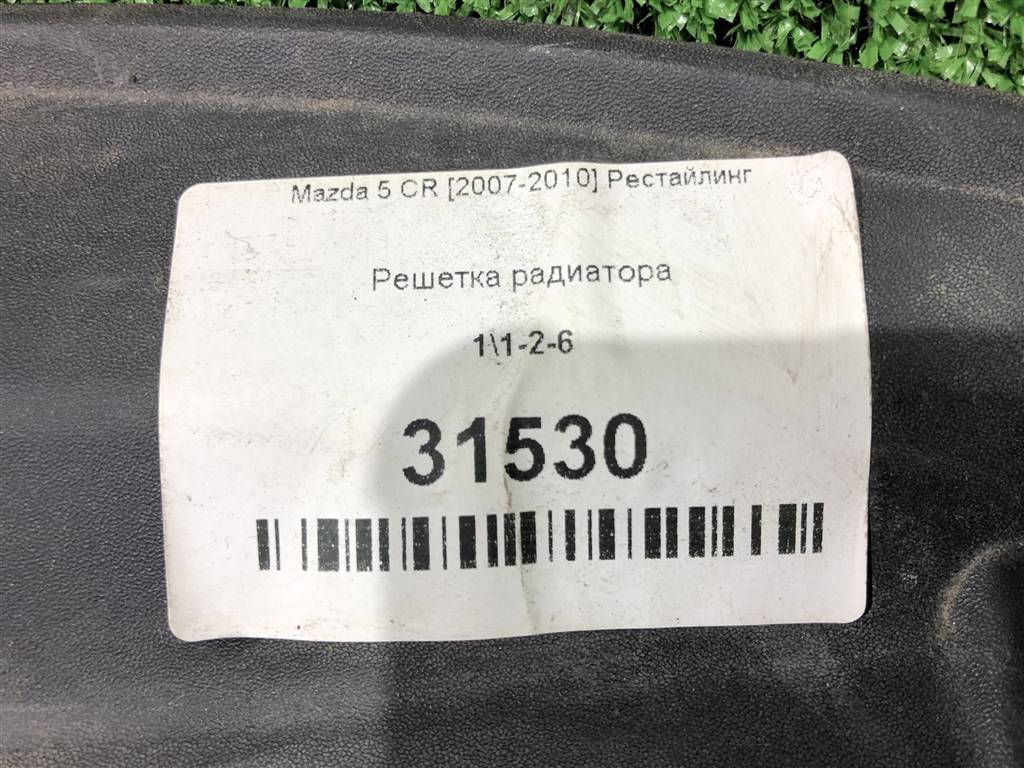 Mazda 5 CR [2007-2010] Рестайлинг
Решетка радиатора
1\1-2-6
31530